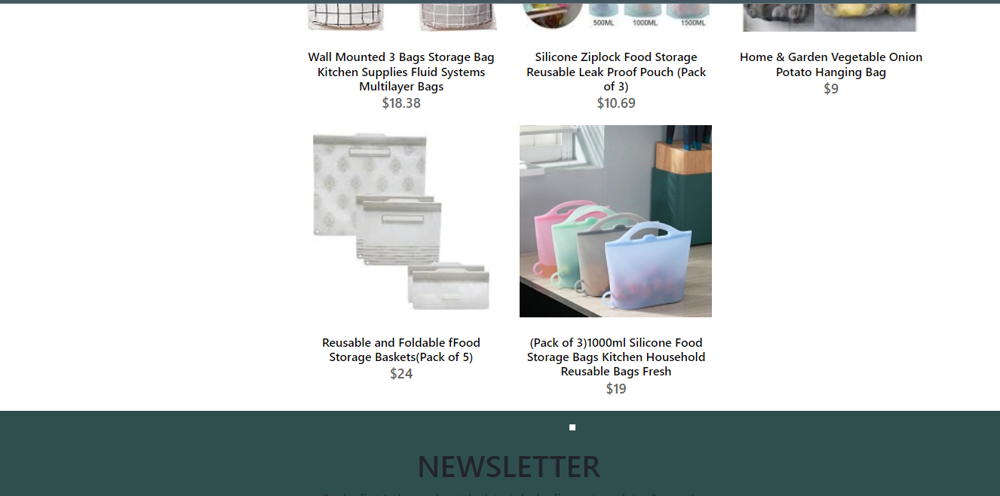 500ML
1000ML
1500ML
Wall Mounted 3 Bags Storage Bag
Kitchen Supplies Fluid Systems
Multilayer Bags
$18.38
Silicone Ziplock Food Storage
Reusable Leak Proof Pouch (Pack
of 3)
$10.69
Home & Garden Vegetable Onion
Potato Hanging Bag
$9
Reusable and Foldable fFood
Storage Baskets(Pack of 5)
$24
(Pack of 3)1000ml Silicone Food
Storage Bags Kitchen Household
Reusable Bags Fresh
$19
NEWSLETTER